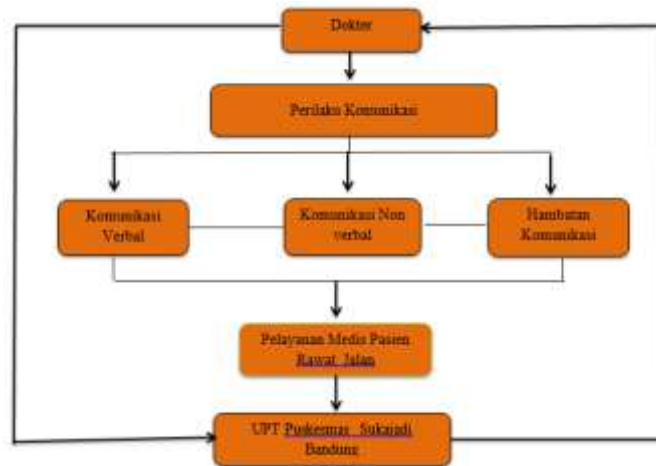 Dokter
Perilaku Komunikasi
Komunikasi
Verbal
Komunikasi Non
verbal
Hambatan
Komunikasi
Pelayanan Medis Pasien
Rawat Jalan
UPT Puskesmas Sukajadi
Bandung